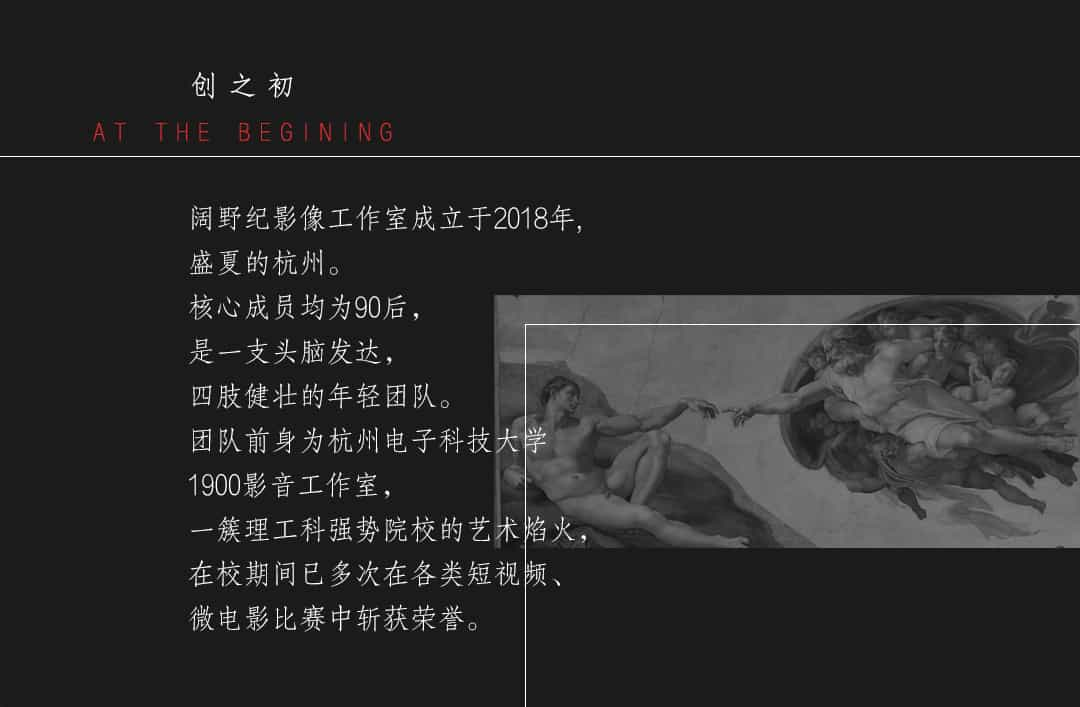 创之初
AT THE BEGINING
阔野纪影像工作室成立于2018年,
盛夏的杭州。
核心成员均为90后，
是一支头脑发达，
四肢健壮的年轻团队。
团队前身为杭州电子科技大学
1900影音工作室，
一簇理工科强势院校的艺术焰火，
在校期间已多次在各类短视频、
微电影比赛中斩获荣誉。